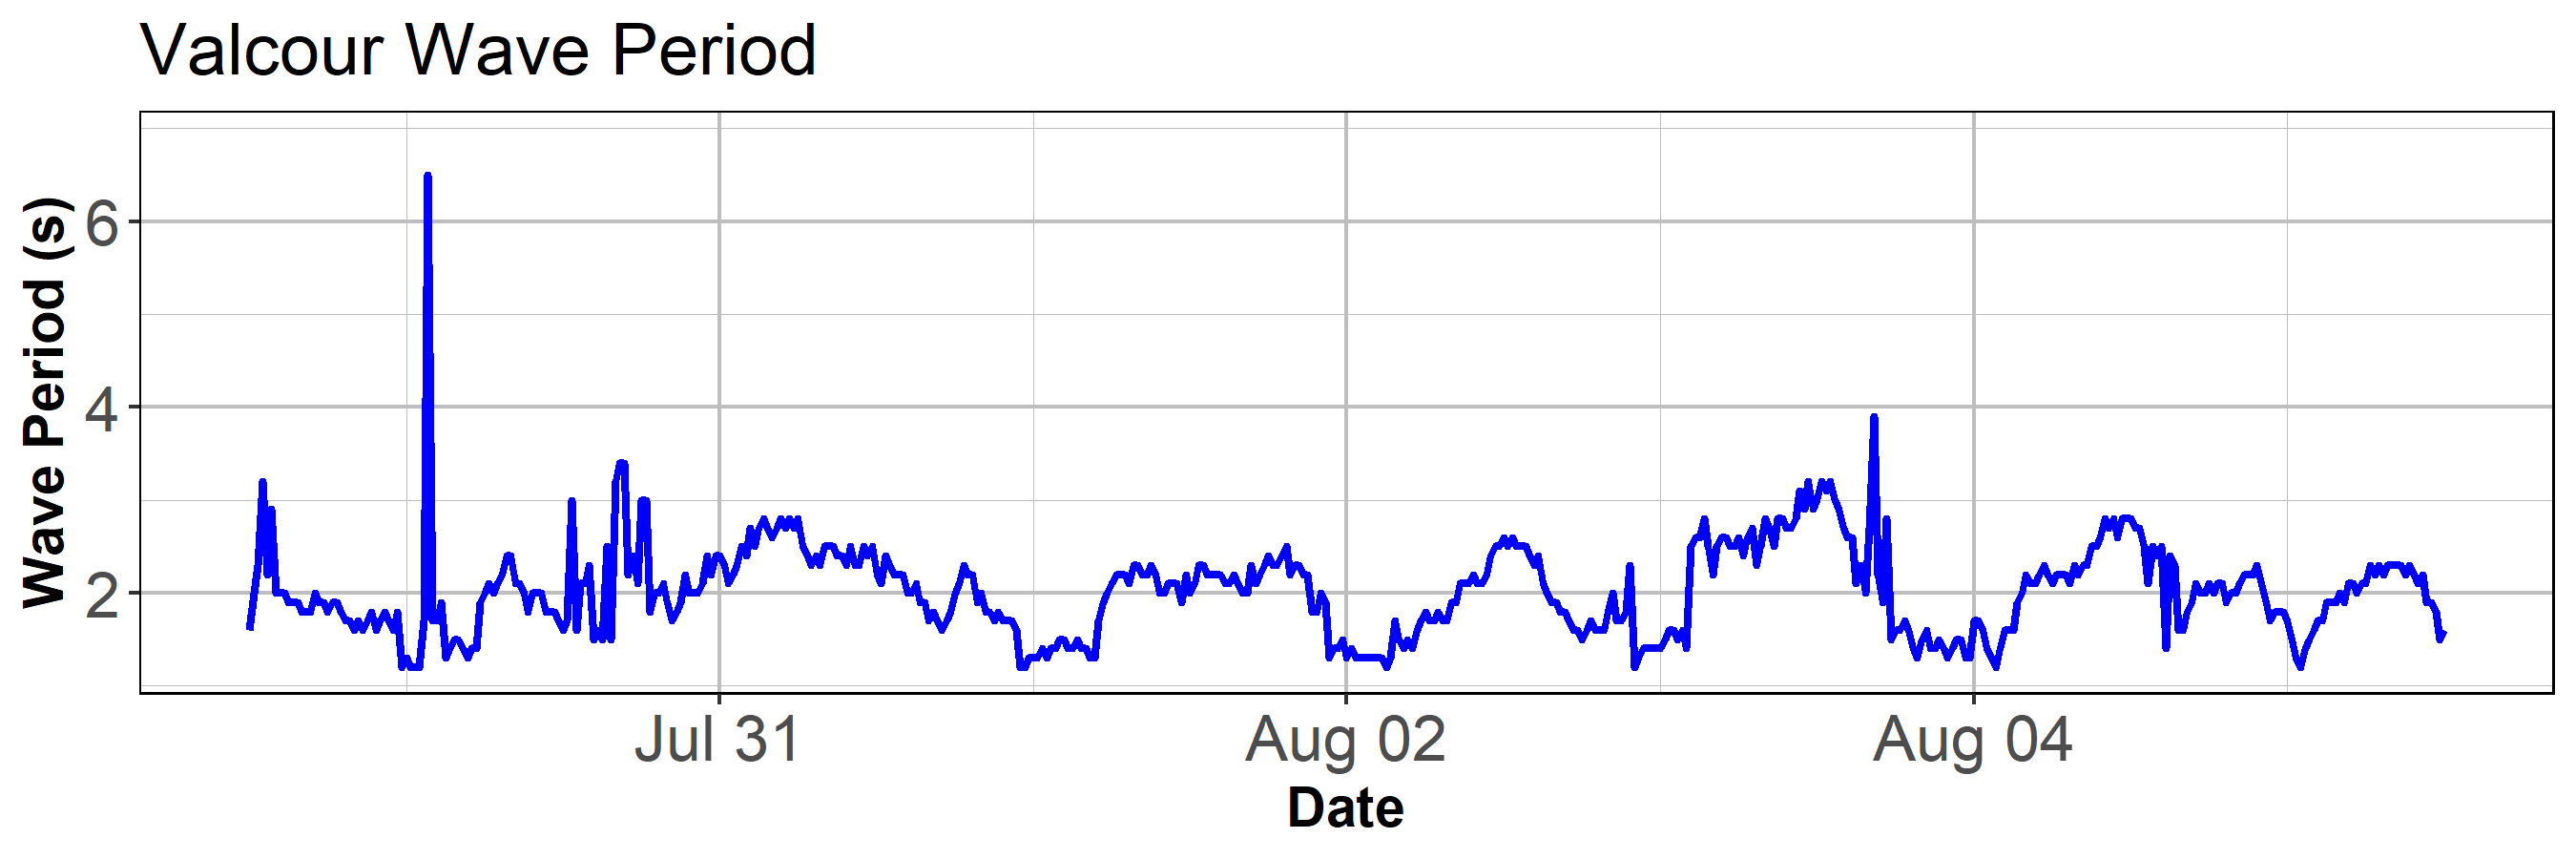 Valcour Wave Period
Wave Period (s)
6
4
2
Jul 31
Aug 02
Aug 04
Date